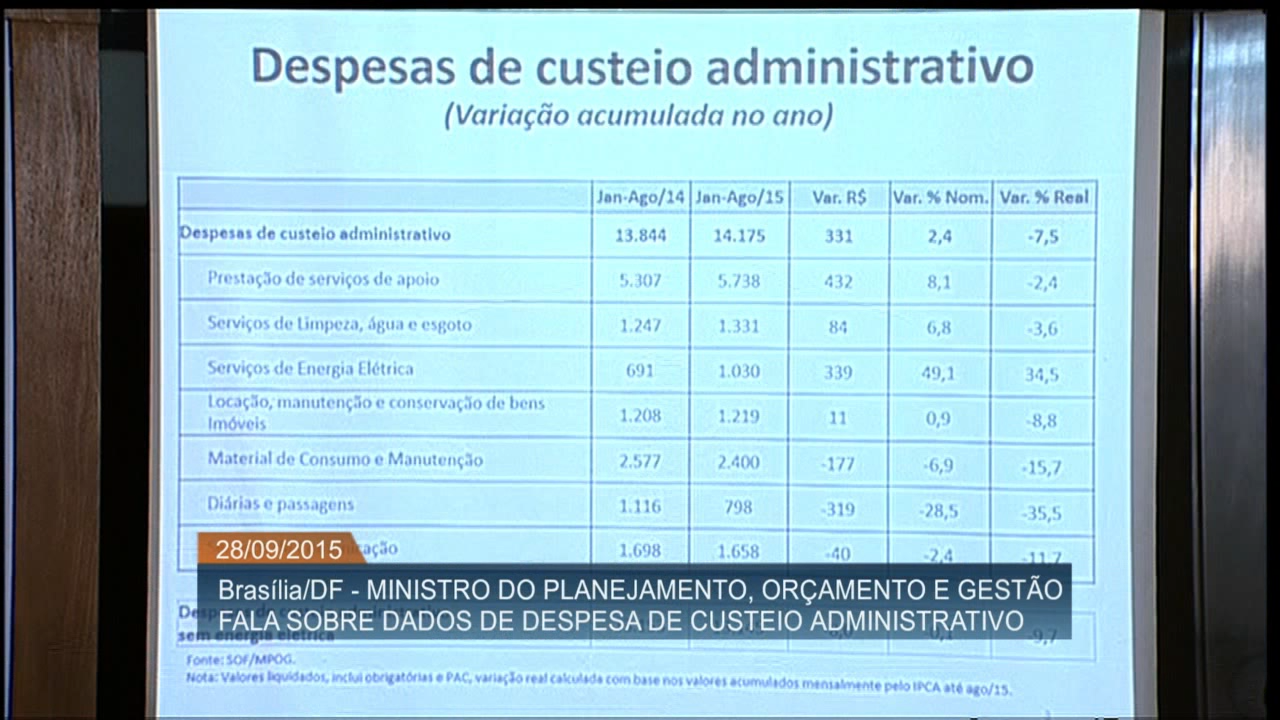 Despesas de custeio administrativo
(Variação acumulada no ano)
Jan-Ago/14 Jan-Ago/15 Var. R$ Var. % Nom. Var. % Real
Despesas de custeio administrativo 13.844 14.175 331 2,4 -7,5
Prestação de serviços de apoio 5.307 5.738 432 8,1 -2,4
Serviços de Limpeza, água e esgoto 1.247 1.331 84 6,8 -3,6
Serviços de Energia Elétrica 691 1.030 339 49,1 34,5
Locação, manutenção e conservação de bens
Imóveis 1.208 1.219 11 0,9 -8,8
Material de Consumo e Manutenção 2.577 2.400 -177 -6,9 -15,7
Diárias e passagens 1.116 798 -319 -28,5 -35,5
1.698 1.658 -40 -2,4 -11,7
28/09/2015
Brasília/DF - MINISTRO DO PLANEJAMENTO, ORÇAMENTO E GESTÃO
FALA SOBRE DADOS DE DESPESA DE CUSTEIO ADMINISTRATIVO
sem energia elétrica -9,7
Fonte: SOF/MPOG.
Nota: Valores liquidados, inclui obrigatórias e PAC, variação real calculada com base nos valores acumulados mensalmente pelo IPCA até ago/15.